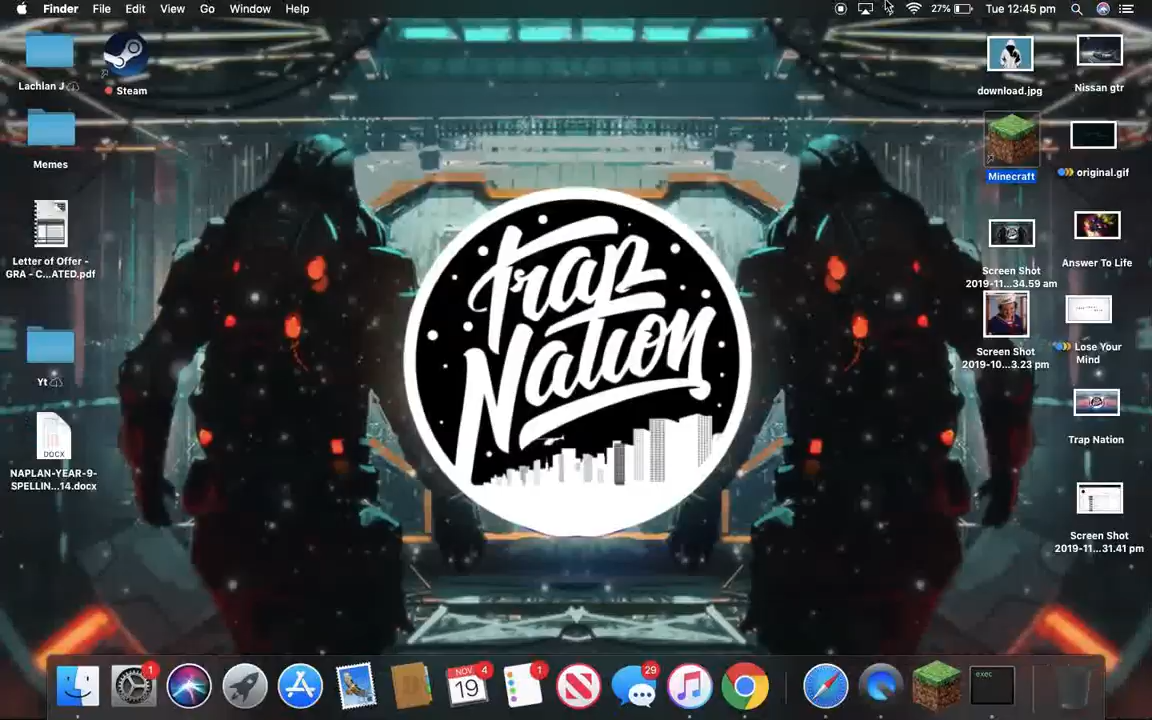 Finder File Edit View Go Window Help
27% Tue 12:45 pm
Lachlan J
Steam
Memes
Letter of Offer -
GRA - C...ATED.pdf
Yt
DOCX
NAPLAN-YEAR-9-
SPELLIN...14.docx
Trap
Nation
download.jpg
Nissan gtr
Minecraft
original.gif
Screen Shot
2019-11...34.59 am
Answer To Life
Screen Shot
2019-10...3.23 pm
Lose Your
Mind
Trap Nation
Screen Shot
2019-11...31.41 pm
1
NOV
4
19
1
29
exec